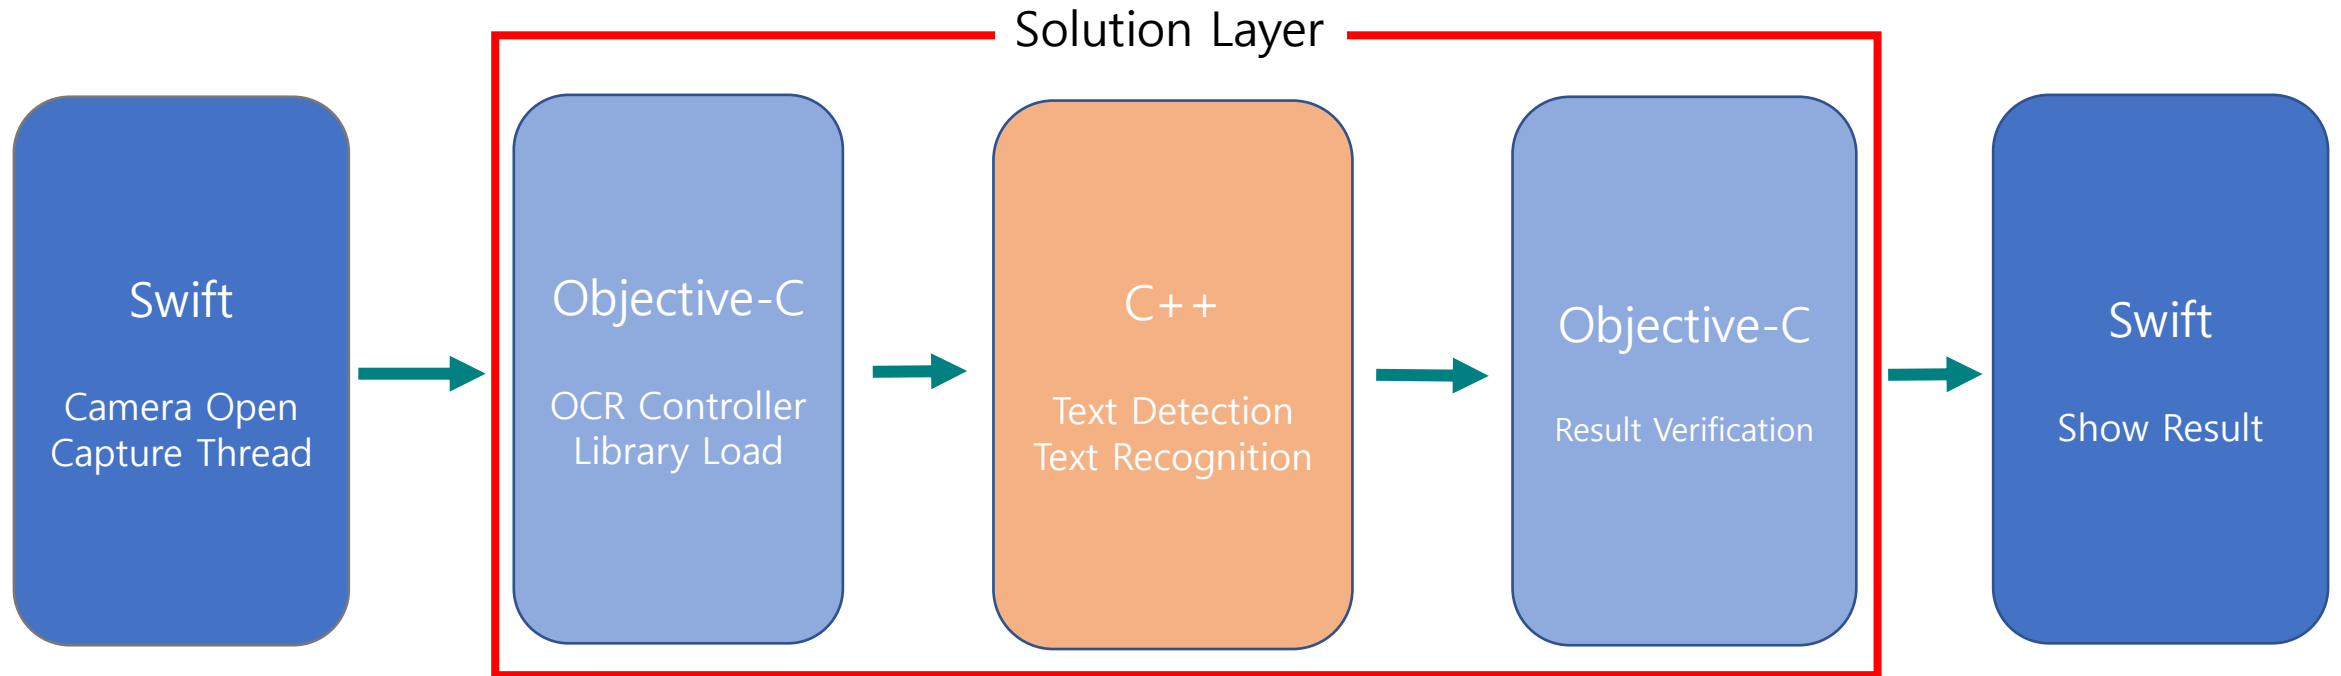 Solution Layer
Swift
Camera Open
Capture Thread
Objective-C
OCR Controller
Library Load
C++
Text Detection
Text Recognition
Objective-C
Result Verification
Swift
Show Result